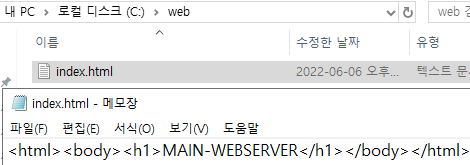 내 PC > 로컬 디스크 (C:) > web
web 검
이름 수정한 날짜 유형
index.html 2022-06-06 오후... 텍스트 문
index.html - 메모장
파일(F) 편집(E) 서식(O) 보기(V) 도움말
<html><body><h1>MAIN-WEBSERVER</h1></body></html>